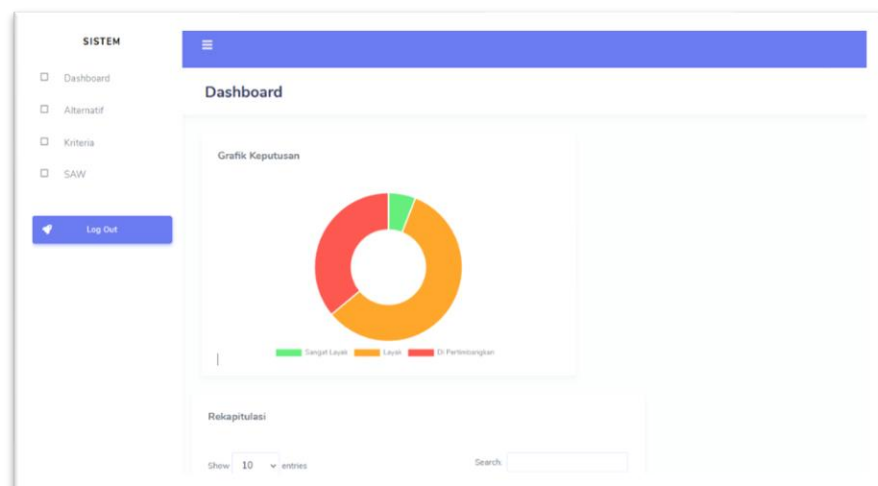 SISTEM
Dashboard
Alternatif
Kriteria
SAW
Log Out
Dashboard
Grafik Keputusan
Sangat Layak Layak Di Pertimbangkan
Rekapitulasi
Show 10 entries
Search: